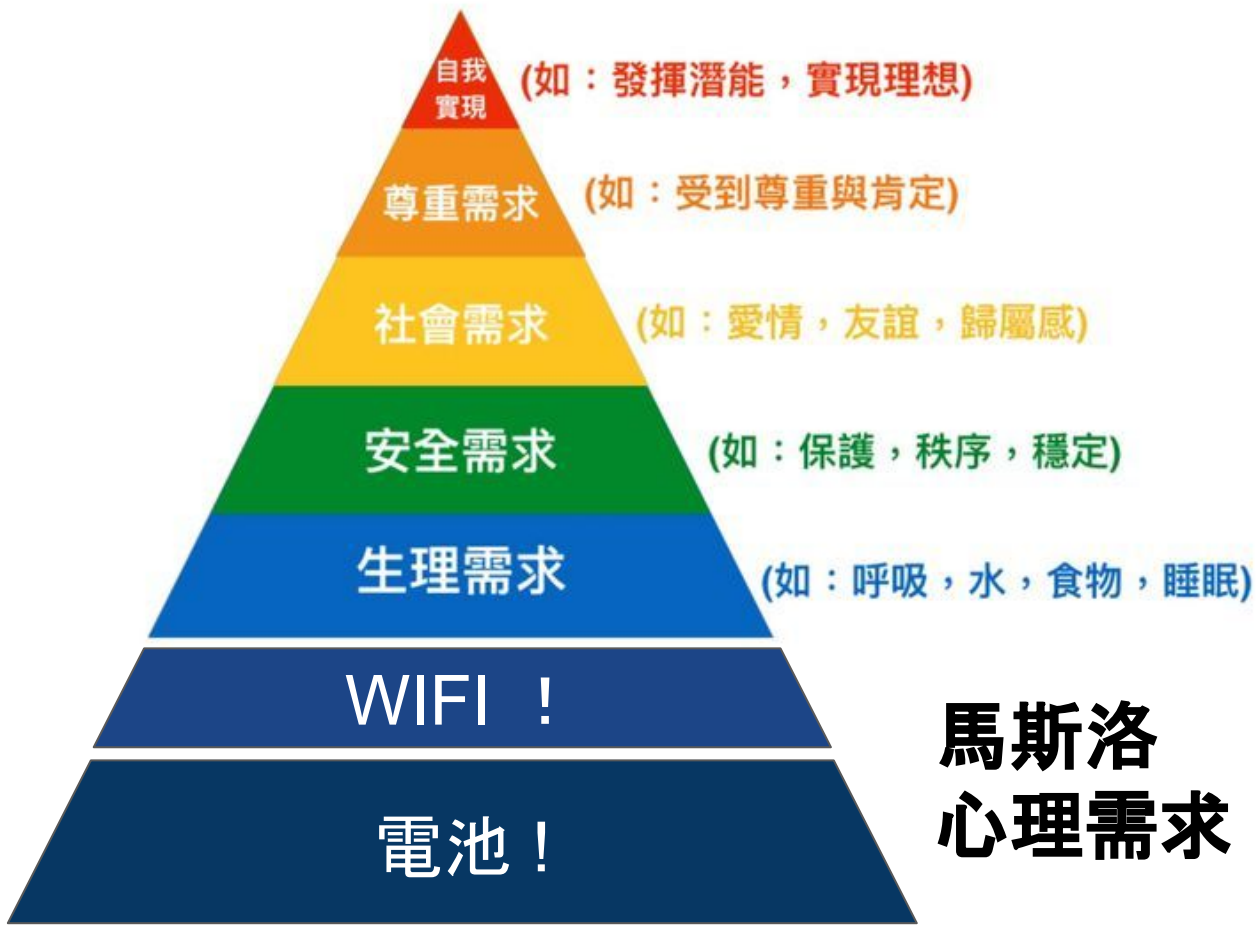 自我
實現
(如：發揮潛能，實現理想)
尊重需求
(如：受到尊重與肯定)
社會需求
(如：愛情，友誼，歸屬感)
安全需求
(如：保護，秩序，穩定)
生理需求
(如：呼吸，水，食物，睡眠)
WIFI ！
電池！
馬斯洛
心理需求